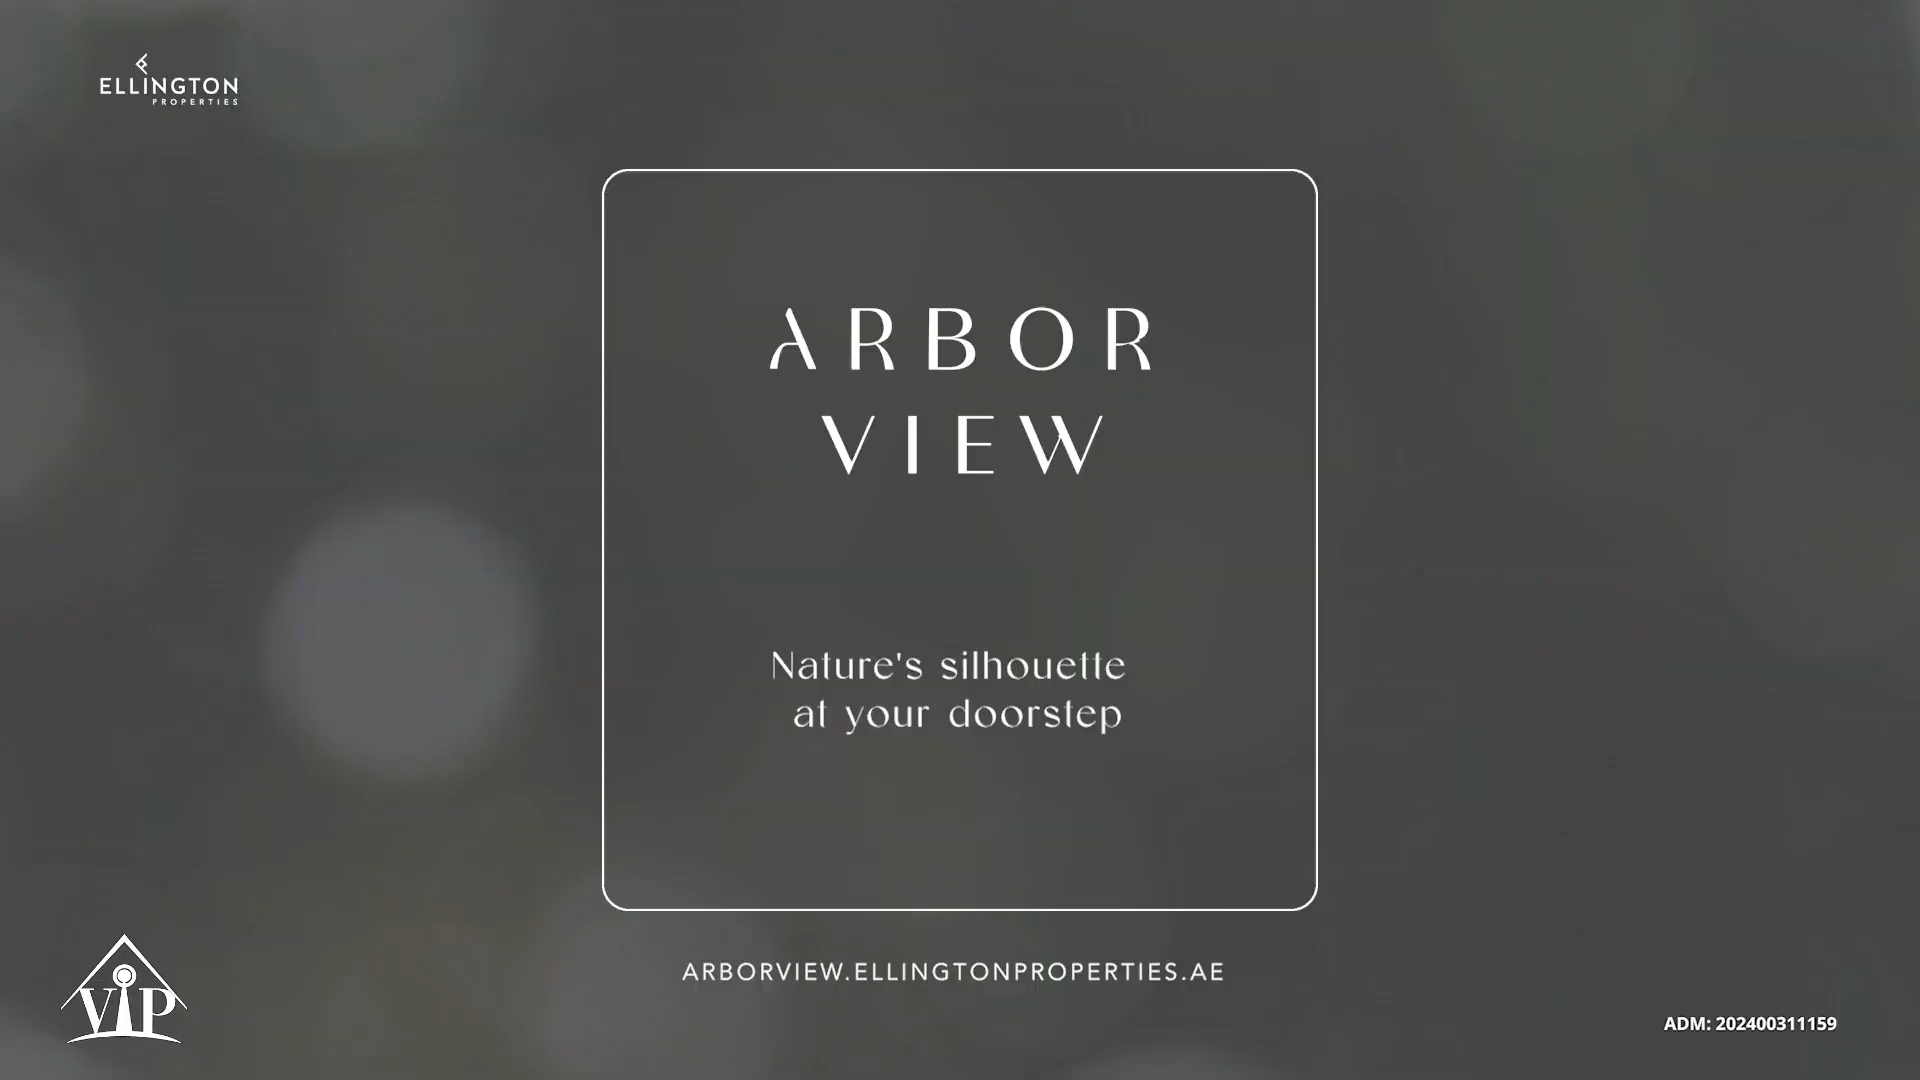 ELLINGTON
PROPERTIES
ARBOR
VIEW
Nature's silhouette
at your doorstep
ARBORVIEW.ELLINGTONPROPERTIES.AE
VIP
ADM: 202400311159